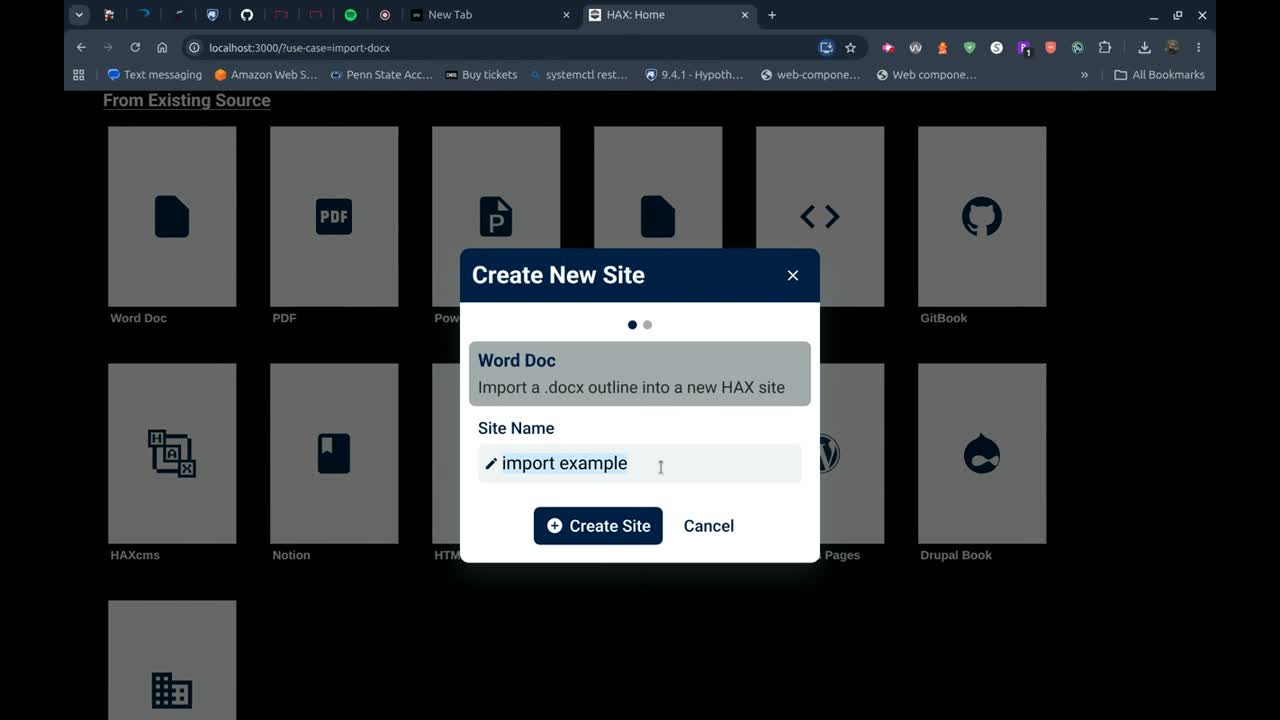 New Tab
HAX: Home
localhost:3000/?use-case=import-docx
1
Text messaging
Amazon Web S...
Penn State Acc...
Buy tickets
systemctl rest...
9.4.1 - Hypoth...
web-compone...
Web compone...
»
All Bookmarks
From Existing Source
PDF
P
Word Doc
PDF
Pow
GitBook
Create New Site
Word Doc
Import a .docx outline into a new HAX site
Site Name
import example
Create Site
Cancel
H
A
X
HAXcms
Notion
HTM
Pages
Drupal Book